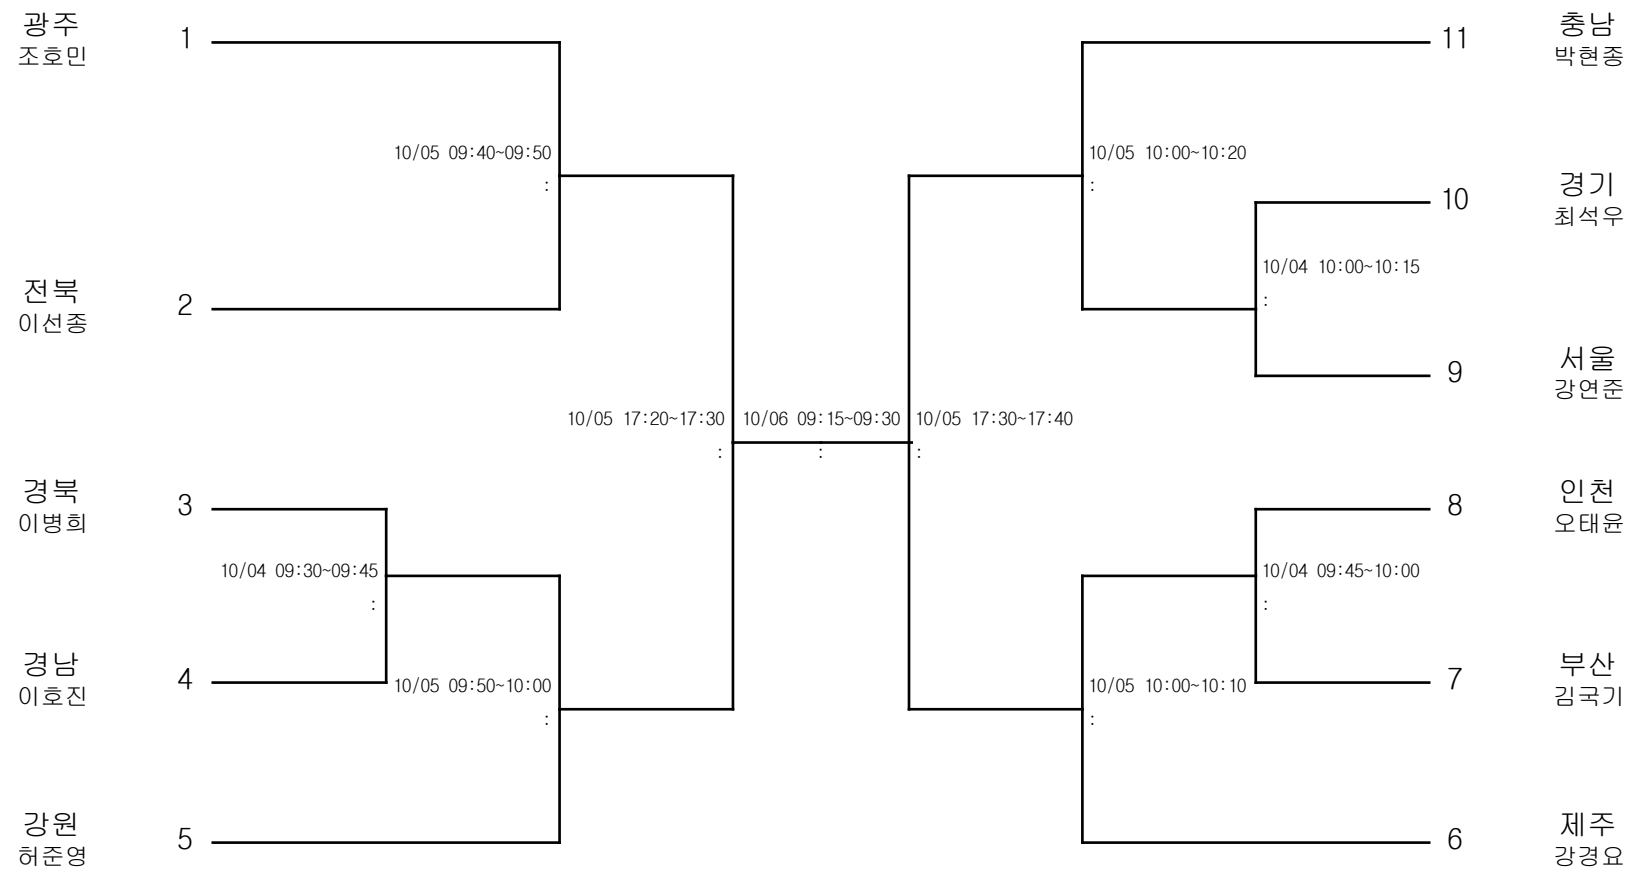 광주
조호민
1
11
충남
박현종
10/05 09:40~09:50
:
10/05 10:00~10:20
:
10
경기
최석우
10/04 10:00~10:15
:
전북
이선종
2
9
서울
강연준
10/05 17:20~17:30
:
10/06 09:15~09:30
:
10/05 17:30~17:40
:
경북
이병희
3
8
인천
오태윤
10/04 09:30~09:45
:
10/04 09:45~10:00
:
경남
이호진
4
10/05 09:50~10:00
:
10/05 10:00~10:10
:
7
부산
김국기
강원
허준영
5
6
제주
강경요